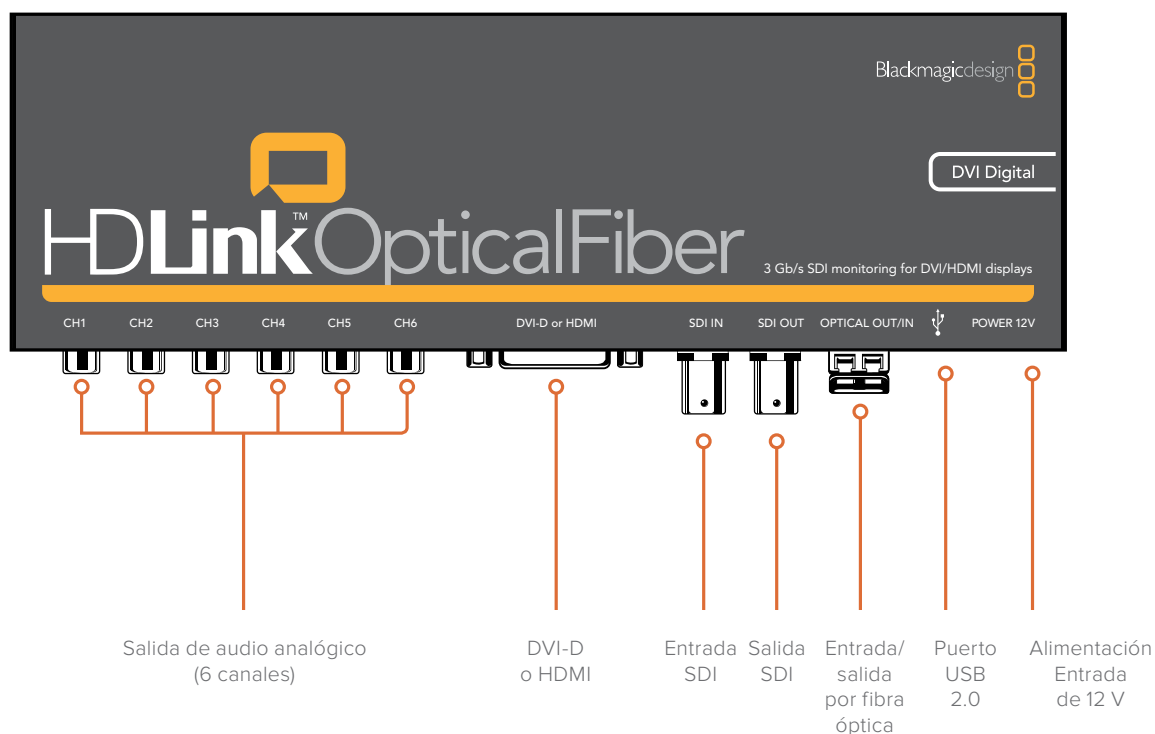 Blackmagicdesign
DVI Digital
HDLink™OpticalFiber
3 Gb/s SDI monitoring for DVI/HDMI displays
CH1 CH2 CH3 CH4 CH5 CH6 DVI-D or HDMI SDI IN SDI OUT OPTICAL OUT/IN POWER 12V
Salida de audio analógico
(6 canales)
DVI-D
o HDMI
Entrada
SDI
Salida
SDI
Entrada/
salida
por fibra
óptica
Puerto
USB
2.0
Alimentación
Entrada
de 12 V